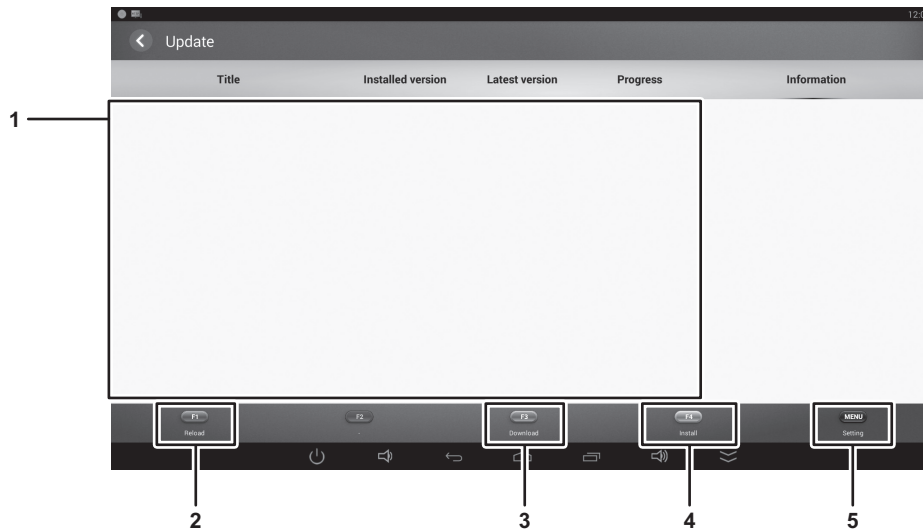 12:0
Update
Title Installed version Latest version Progress Information
1
F1 F2 F3 F4 MENU
Reload - Download Install Setting
2 3 4 5